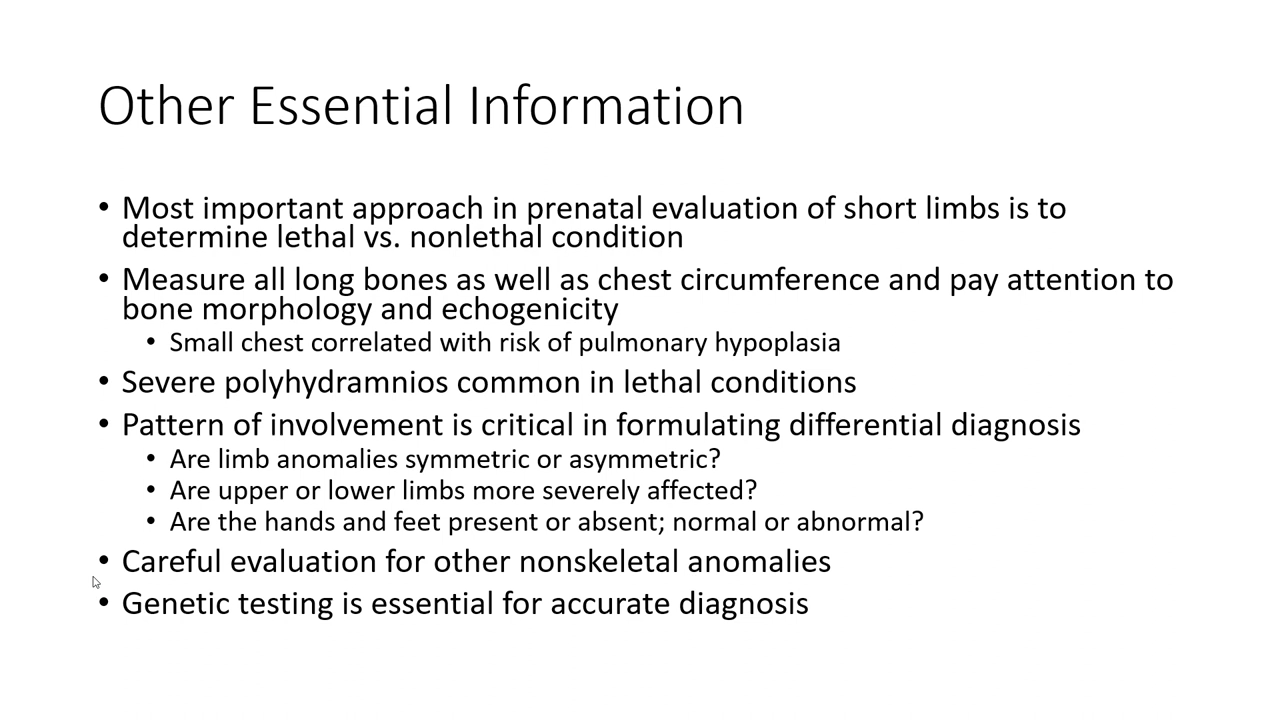 Other Essential Information
• Most important approach in prenatal evaluation of short limbs is to
determine lethal vs. nonlethal condition
• Measure all long bones as well as chest circumference and pay attention to
bone morphology and echogenicity
• Small chest correlated with risk of pulmonary hypoplasia
• Severe polyhydramnios common in lethal conditions
• Pattern of involvement is critical in formulating differential diagnosis
• Are limb anomalies symmetric or asymmetric?
• Are upper or lower limbs more severely affected?
• Are the hands and feet present or absent; normal or abnormal?
• Careful evaluation for other nonskeletal anomalies
• Genetic testing is essential for accurate diagnosis